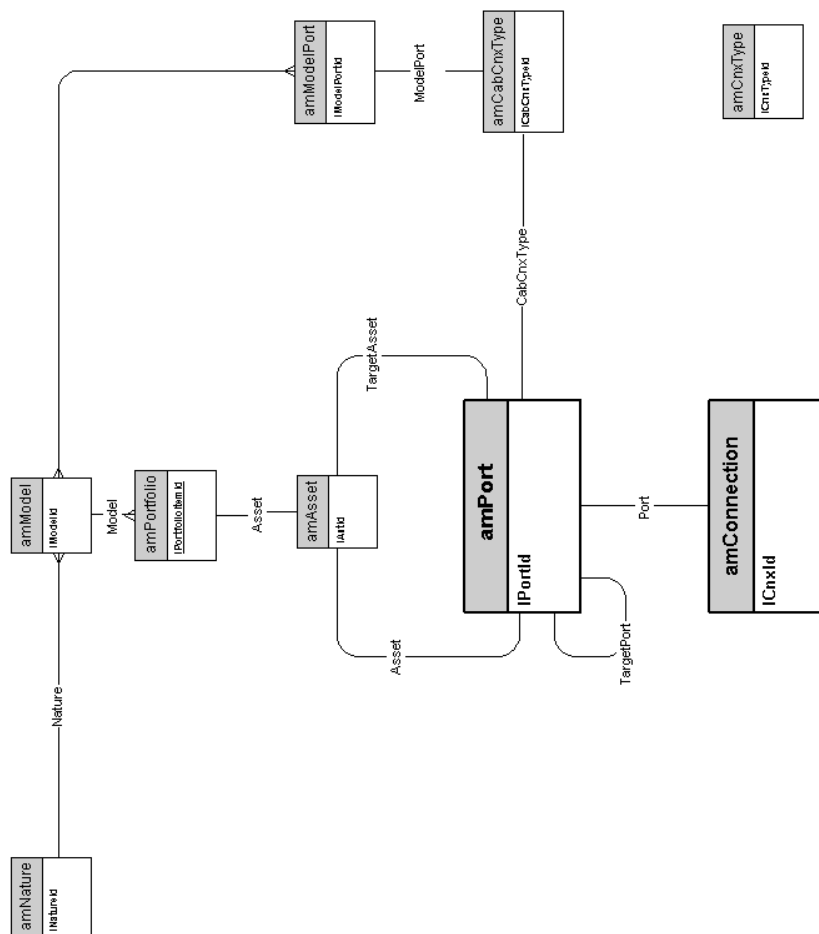 amNature
lNatureId
Nature
amModel
lModelId
Model
amPortfolio
lPortfolioItemId
Asset
amAsset
lAstId
Asset
TargetAsset
amModelPort
lModelPortId
ModelPort
amCabCnxType
lCabCnxTypeId
CabCnxType
amPort
lPortId
TargetPort
Port
amConnection
lCnxId
amCnxType
lCnxTypeId